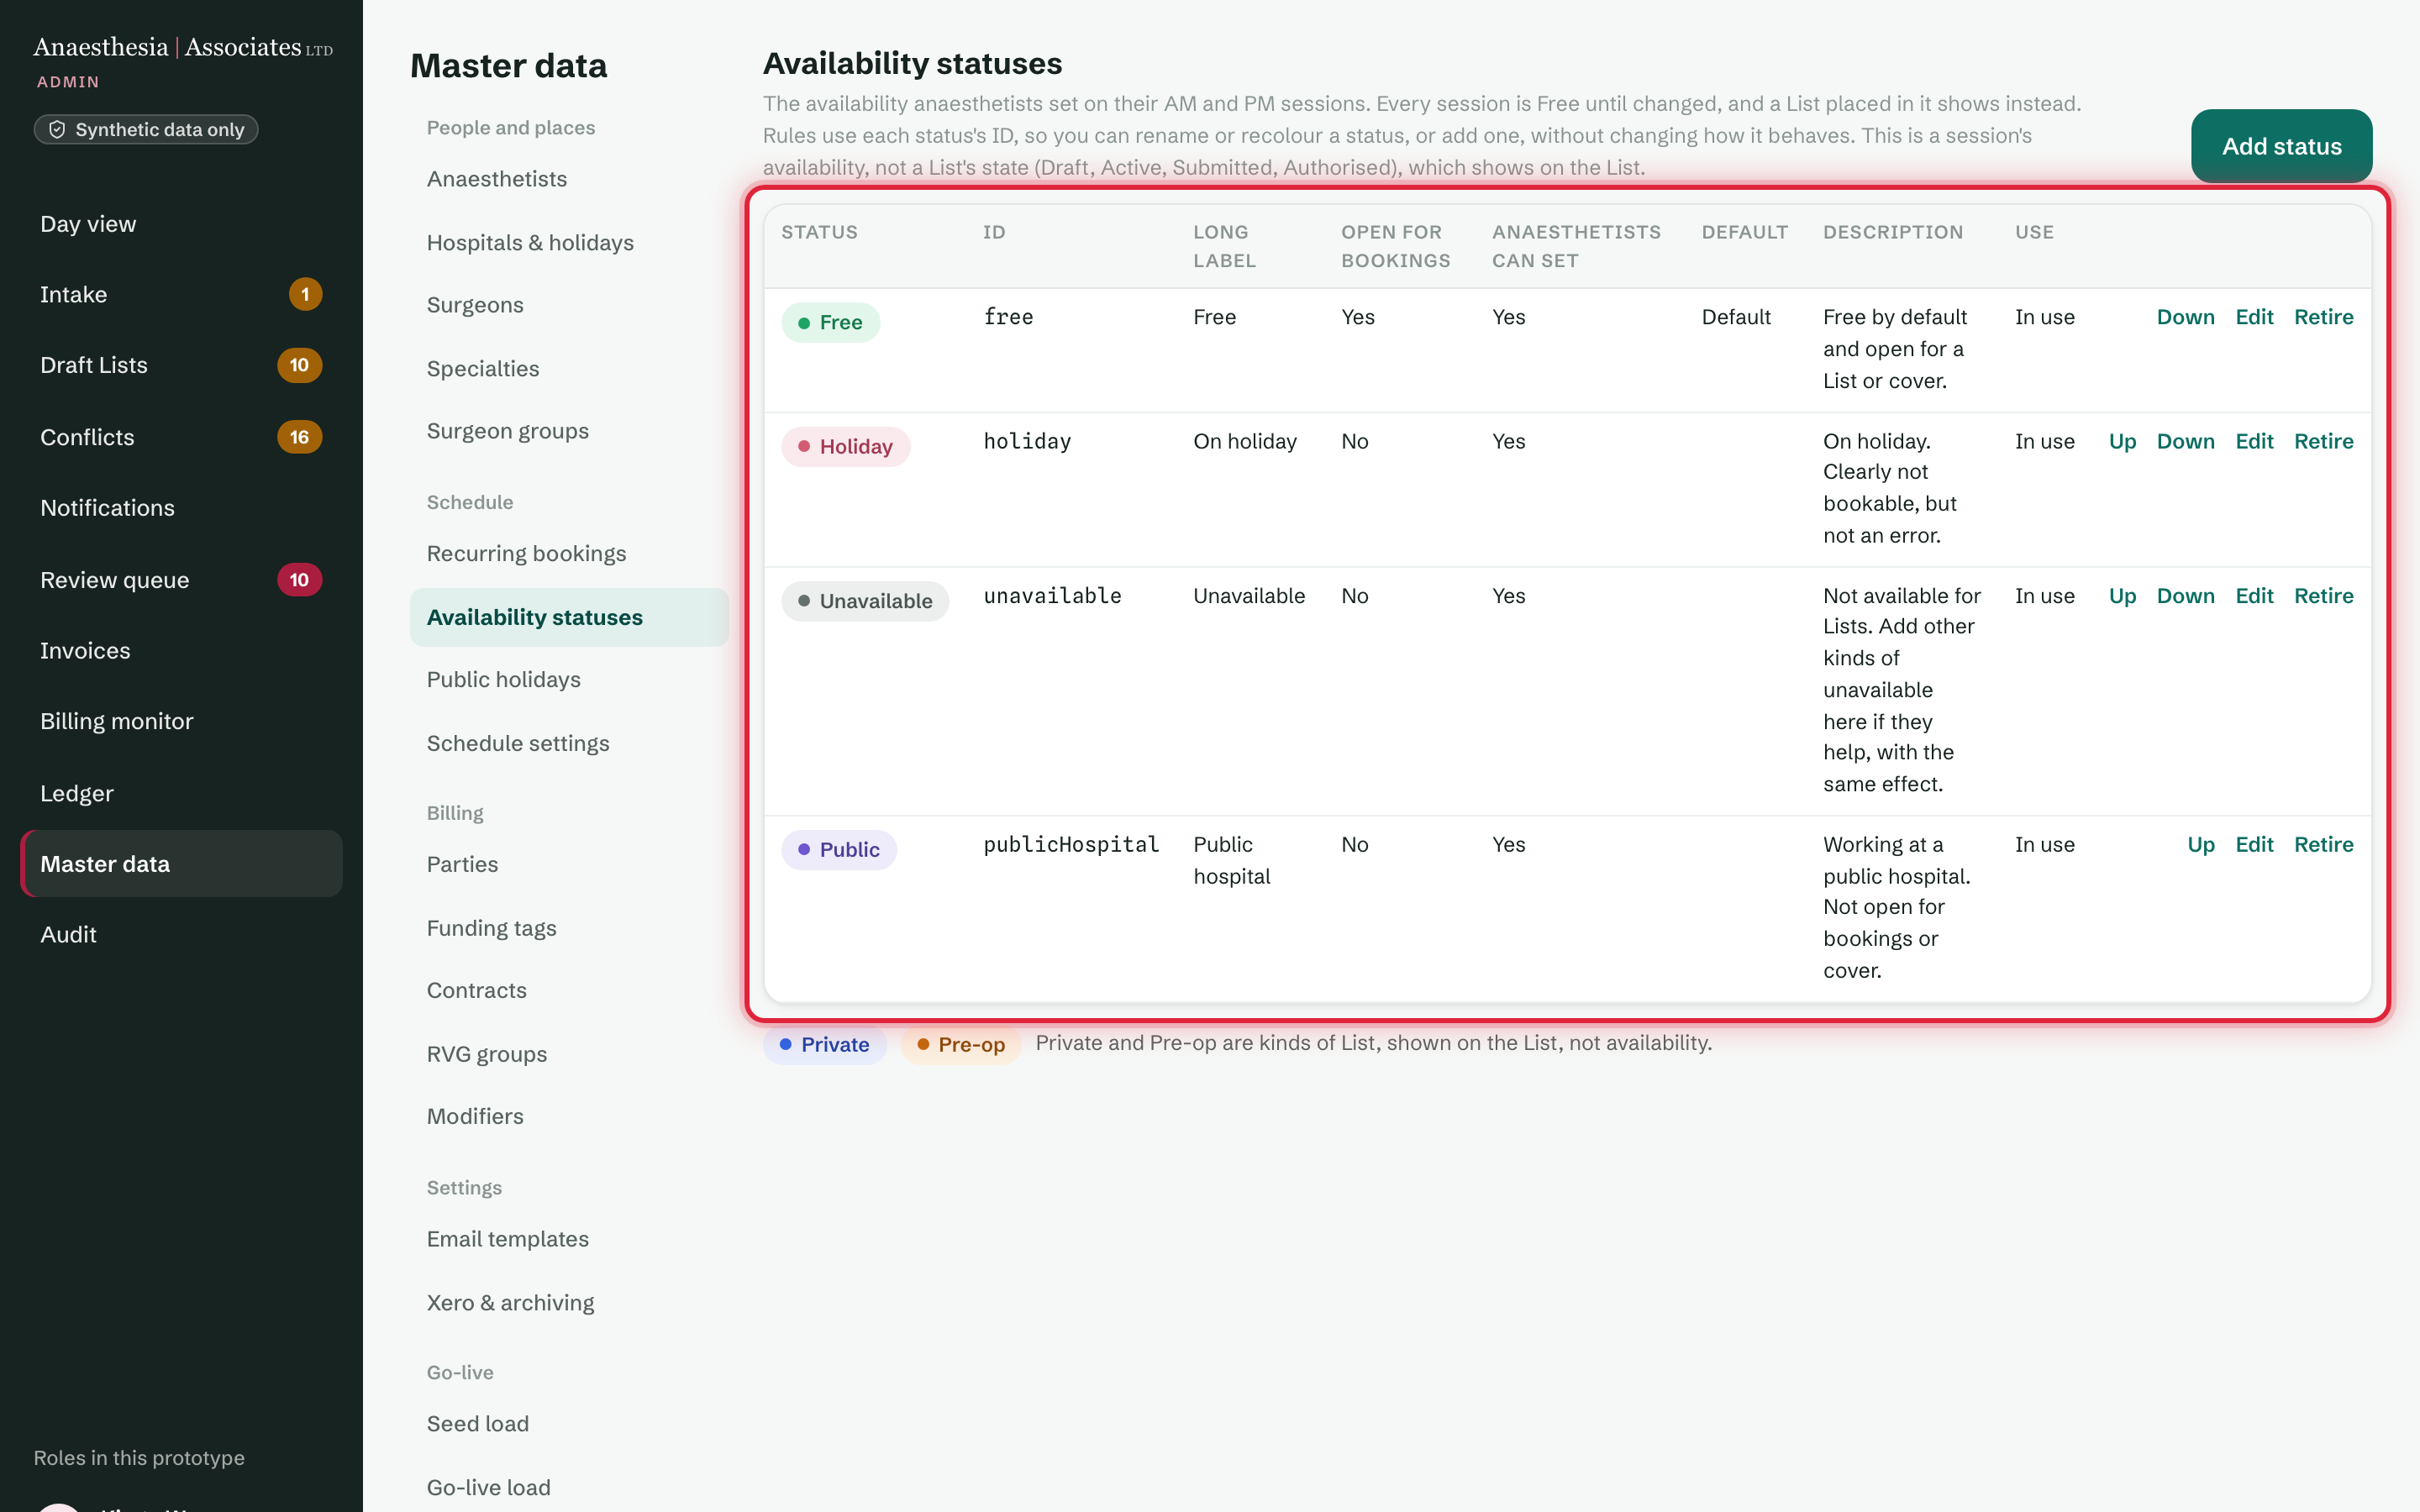 Anaesthesia | Associates LTD
ADMIN
Synthetic data only
Day view
Intake 1
Draft Lists 10
Conflicts 16
Notifications
Review queue 10
Invoices
Billing monitor
Ledger
Master data
Audit
Roles in this prototype
Master data
People and places
Anaesthetists
Hospitals & holidays
Surgeons
Specialties
Surgeon groups
Schedule
Recurring bookings
Availability statuses
Public holidays
Schedule settings
Billing
Parties
Funding tags
Contracts
RVG groups
Modifiers
Settings
Email templates
Xero & archiving
Go-live
Seed load
Go-live load
Availability statuses
The availability anaesthetists set on their AM and PM sessions. Every session is Free until changed, and a List placed in it shows instead.
Rules use each status's ID, so you can rename or recolour a status, or add one, without changing how it behaves. This is a session's
availability, not a List's state (Draft, Active, Submitted, Authorised), which shows on the List.
Add status
STATUS ID LONG OPEN FOR ANAESTHETISTS DEFAULT DESCRIPTION USE
LABEL BOOKINGS CAN SET
Free free Free Yes Yes Default Free by default In use Down Edit Retire
and open for a
List or cover.
Holiday holiday On holiday No Yes On holiday. In use Up Down Edit Retire
Clearly not
bookable, but
not an error.
Unavailable unavailable Unavailable No Yes Not available for In use Up Down Edit Retire
Lists. Add other
kinds of
unavailable
here if they
help, with the
same effect.
Public publicHospital Public No Yes Working at a In use Up Edit Retire
hospital public hospital.
Not open for
bookings or
cover.
Private Pre-op Private and Pre-op are kinds of List, shown on the List, not availability.